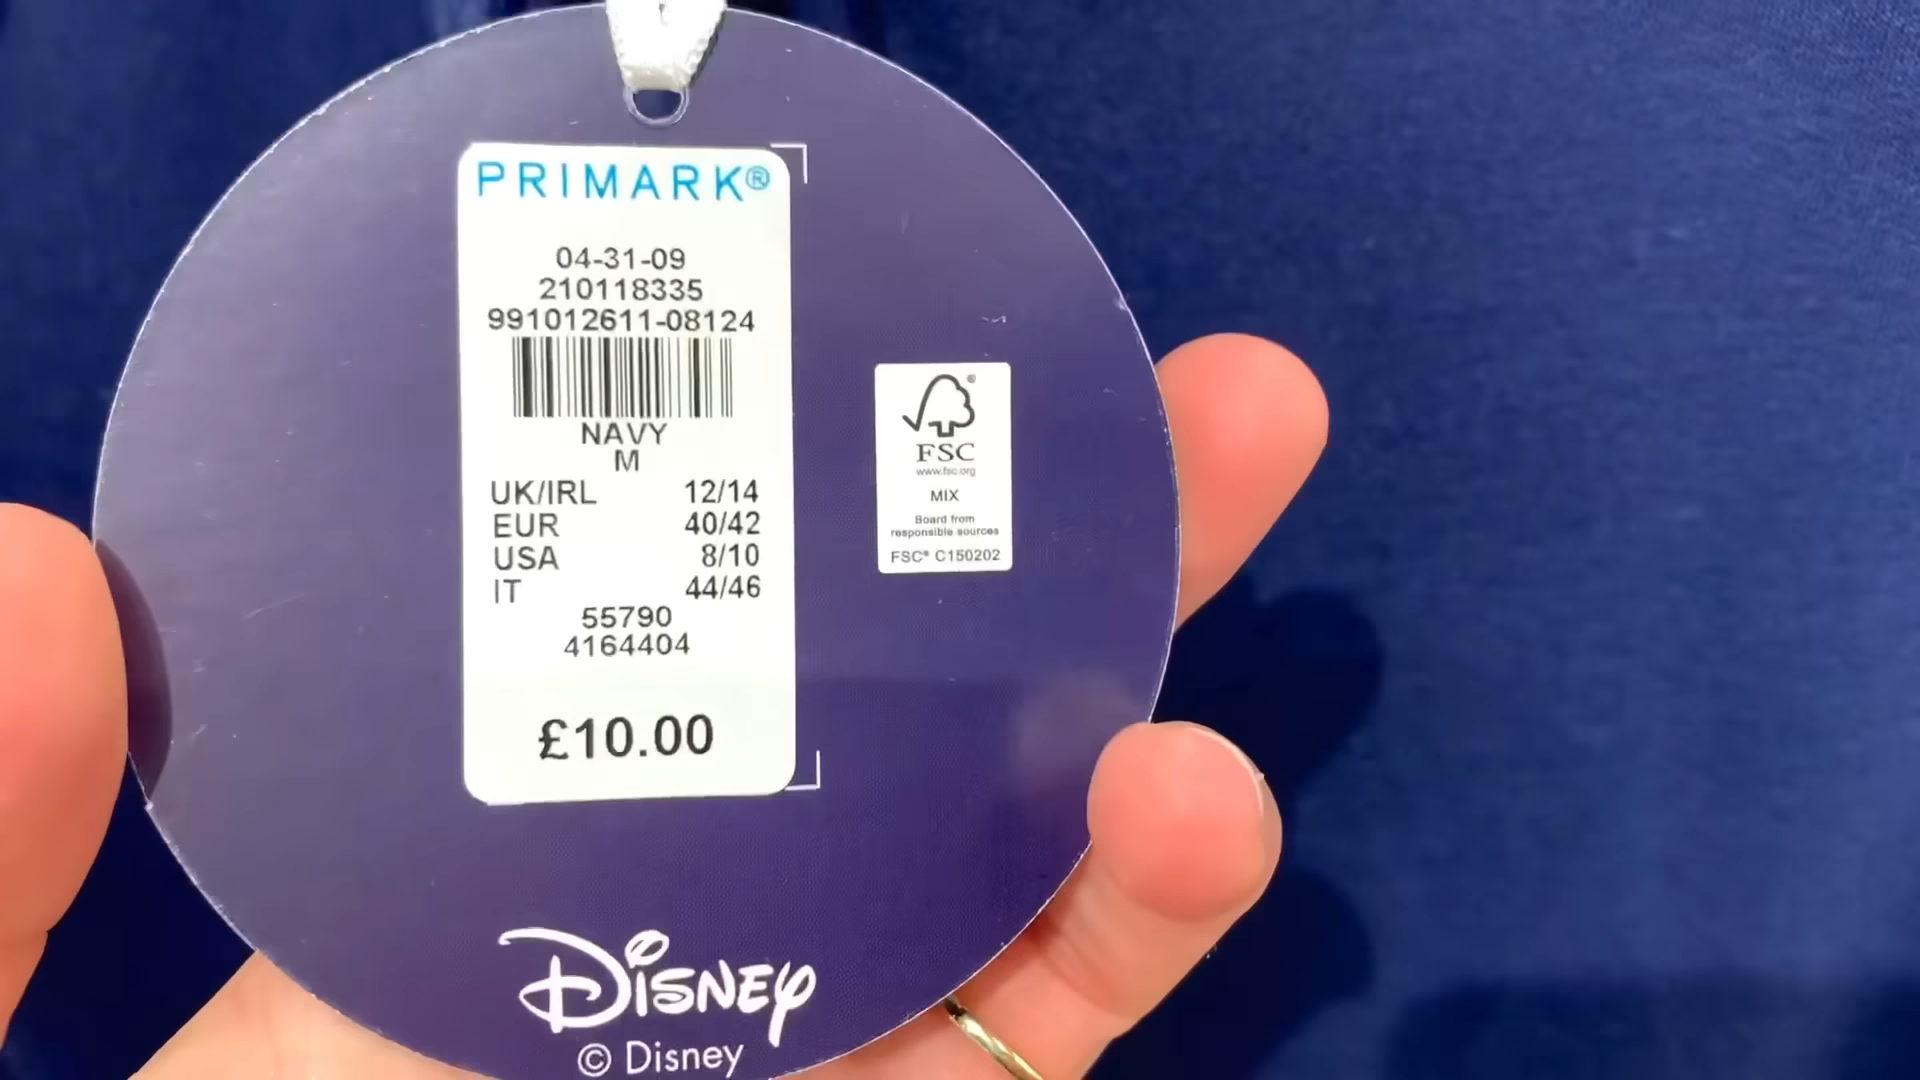 PRIMARK®
04-31-09
210118335
991012611-08124
NAVY
M
UK/IRL 12/14
EUR 40/42
USA 8/10
IT 44/46
55790
4164404
£10.00
FSC
www.fsc.org
MIX
Board from
responsible sources
FSC® C150202
Disney
© Disney